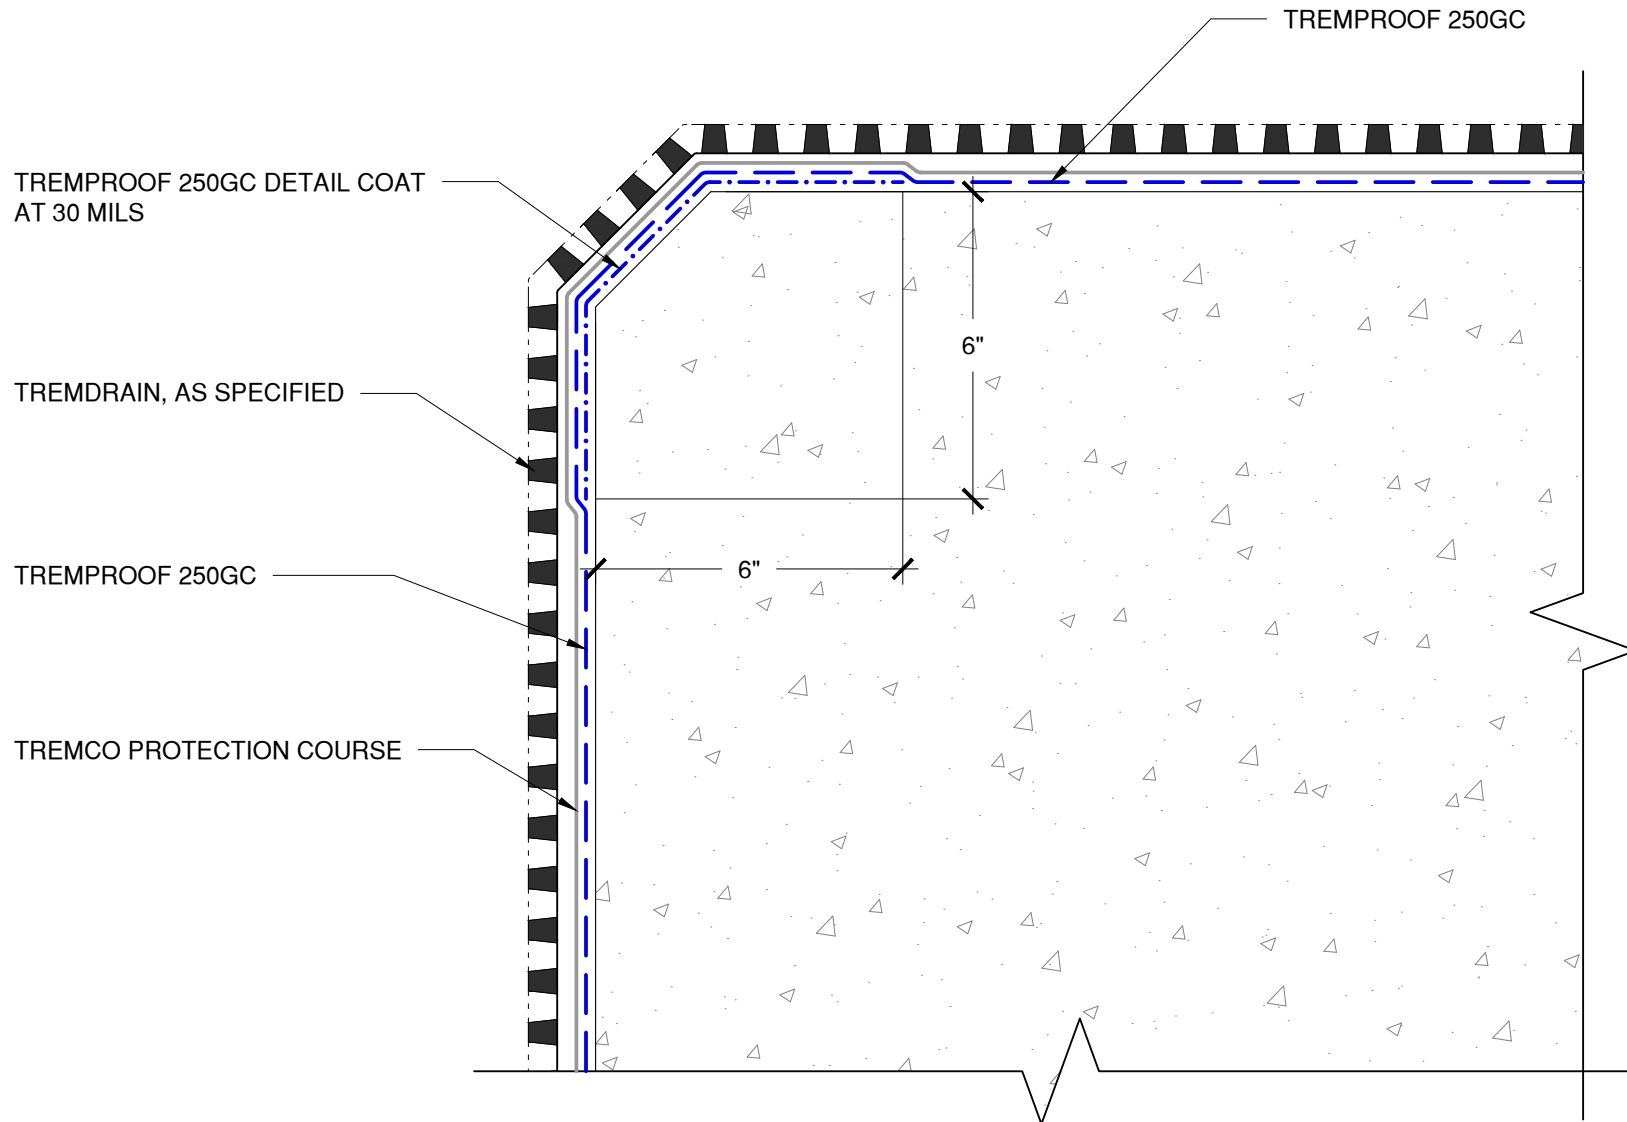 TREMPROOF 250GC
TREMPROOF 250GC DETAIL COAT
AT 30 MILS
6"
TREMDRAIN, AS SPECIFIED
6"
TREMPROOF 250GC
TREMCO PROTECTION COURSE